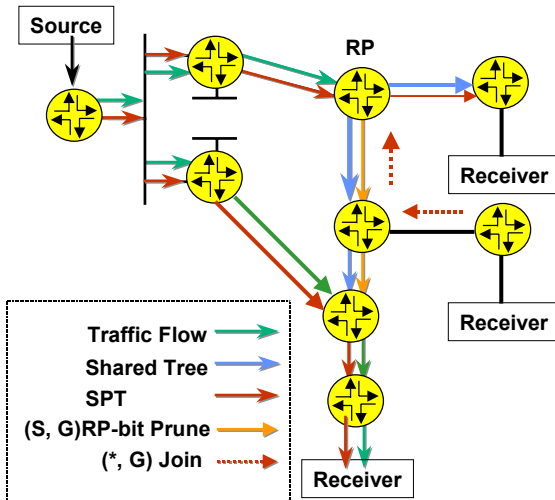 Source
RP
Receiver
Receiver
Traffic Flow
Shared Tree
SPT
(S, G)RP-bit Prune
(*, G) Join
Receiver